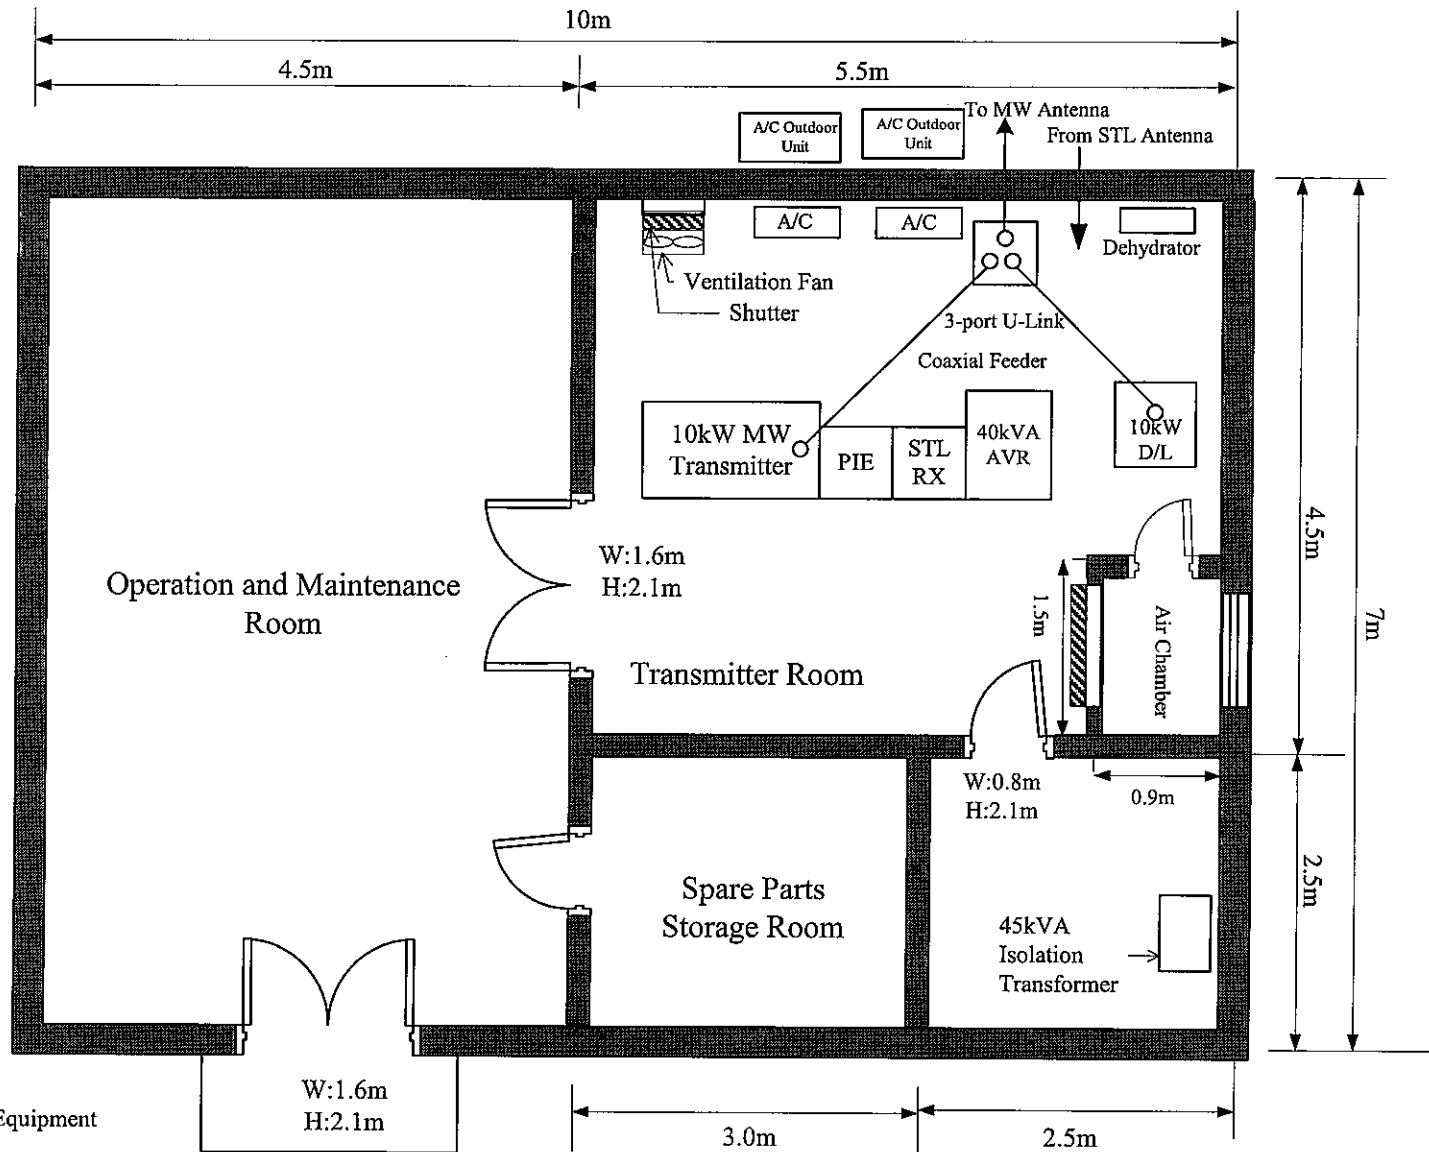 10m
4.5m
5.5m
To MW Antenna
A/C Outdoor
Unit
A/C Outdoor
Unit
From STL Antenna
A/C
A/C
Dehydrator
Ventilation Fan
Shutter
3-port U-Link
Coaxial Feeder
10kW MW
Transmitter
PIE
STL
RX
40kVA
AVR
10kW
D/L
4.5m
7m
W:1.6m
H:2.1m
Operation and Maintenance
Room
1.5m
Air Chamber
Transmitter Room
W:0.8m
H:2.1m
0.9m
2.5m
Spare Parts
Storage Room
45kVA
Isolation
Transformer
W:1.6m
H:2.1m
Equipment
3.0m
2.5m